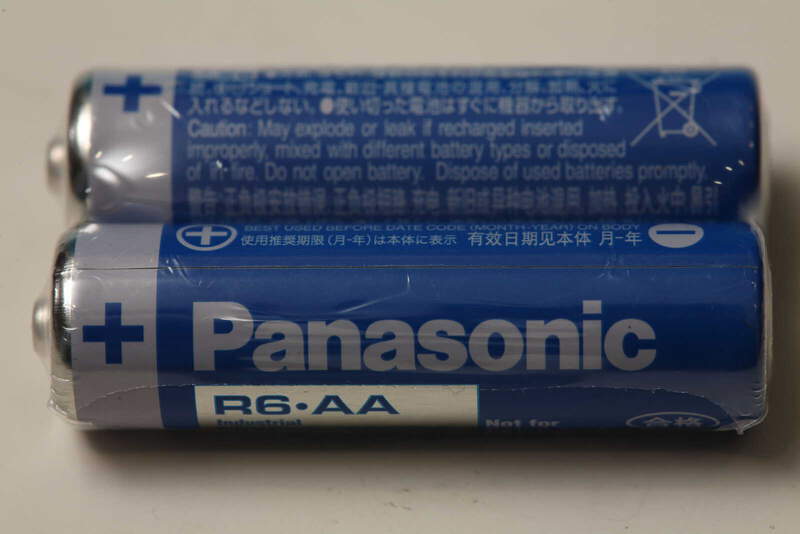 +
入れるなどしない。●使い切った電池はすぐに機器から取り出す。
Caution: May explode or leak if recharged inserted
improperly, mixed with different battery types or disposed
of in fire. Do not open battery. Dispose of used batteries promptly.
BEST USED BEFORE DATE CODE (MONTH-YEAR) ON BODY
使用推奨期限 (月-年) は本体に表示 有效日期见本体 月-年
+ Panasonic
R6•AA
Industrial
Not for
合格